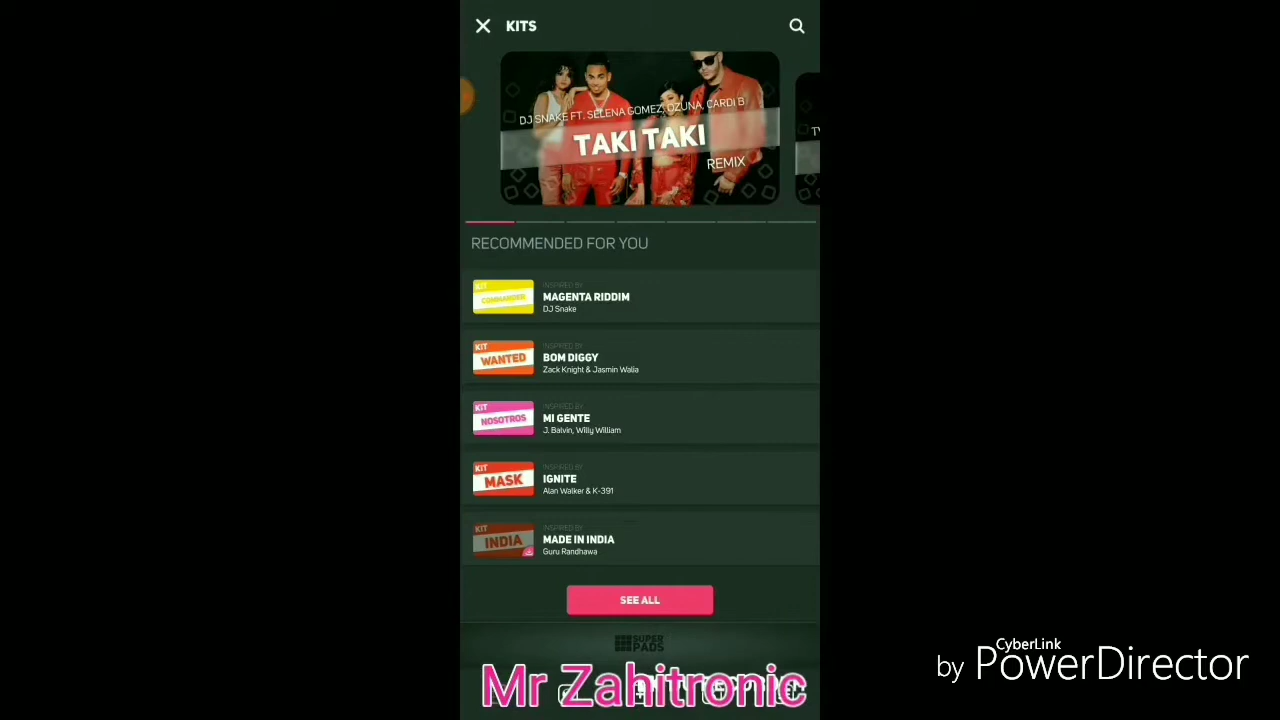 KITS
DJ SNAKE FT. SELENA GOMEZ, OZUNA, CARDI B
TAKI TAKI
REMIX
RECOMMENDED FOR YOU
KIT
COMMANDER
INSPIRED BY
MAGENTA RIDDIM
DJ Snake
KIT
WANTED
INSPIRED BY
BOM DIGGY
Zack Knight & Jasmin Walia
KIT
NOSOTROS
INSPIRED BY
MI GENTE
J. Balvin, Willy William
KIT
MASK
INSPIRED BY
IGNITE
Alan Walker & K-391
KIT
INDIA
INSPIRED BY
MADE IN INDIA
Guru Randhawa
SEE ALL
SUPER
PADS
Mr Zahitronic
CyberLink
by PowerDirector